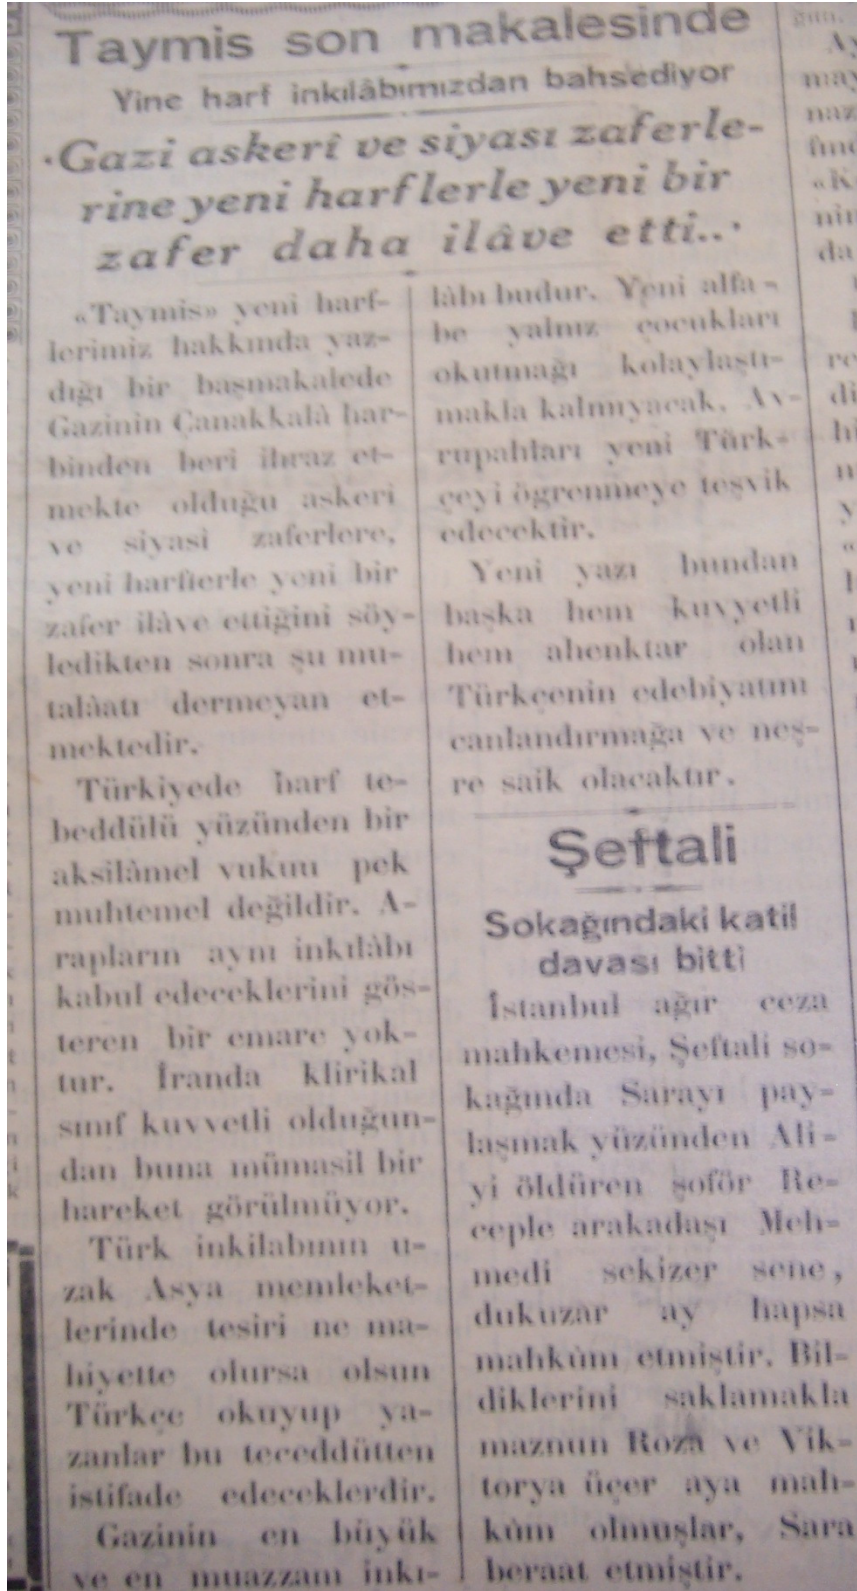 Taymis son makalesinde
Yine harf inkılâbımızdan bahsediyor
·Gazi askerî ve siyası zaferle-
rine yeni harflerle yeni bir
zafer daha ilâve etti..·
«Taymis» yeni harf-
lerimiz hakkında yaz-
dığı bir başmakalede
Gazinin Çanakkalâ har-
binden beri ihraz et-
mekte olduğu askeri
ve siyasi zaferlere,
yeni harflerle yeni bir
zafer ilâve ettiğini söy-
ledikten sonra şu mu-
talâatı dermeyan et-
mektedir.
Türkiyede harf te-
beddülü yüzünden bir
aksilâmel vukuu pek
muhtemel değildir. A-
rapların aynı inkılâbı
kabul edeceklerini gös-
teren bir emare yok-
tur. İranda klirikal
sınıf kuvvetli olduğun-
dan buna mümasil bir
hareket görülmüyor.
Türk inkilabının u-
zak Asya memleket-
lerinde tesiri ne ma-
hiyette olursa olsun
Türkçe okuyup ya-
zanlar bu teceddütten
istifade edeceklerdir.
Gazinin en büyük
ve en muazzam inkı-
lâbı budur. Yeni alfa-
be yalnız çocukları
okutmağı kolaylaştı-
makla kalmıyacak, Av-
rupalıları yeni Türk-
çeyi ögrenmeye teşvik
edecektir.
Yeni yazı bundan
başka hem kuvyetli
hem ahenktar olan
Türkçenin edebiyatını
canlandırmağa ve neş-
re saik olacaktır.
Şeftali
Sokağındaki katil
davası bitti
İstanbul ağır ceza
mahkemesi, Şeftali so-
kağında Sarayı pay-
laşmak yüzünden Ali-
yi öldüren şoför Re-
ceple arakadaşı Meh-
medi sekizer sene,
dukuzar ay hapsa
mahkûm etmiştir. Bil-
diklerini saklamakla
maznun Roza ve Vik-
torya üçer aya mah-
kûm olmuşlar, Sara
beraat etmiştir.